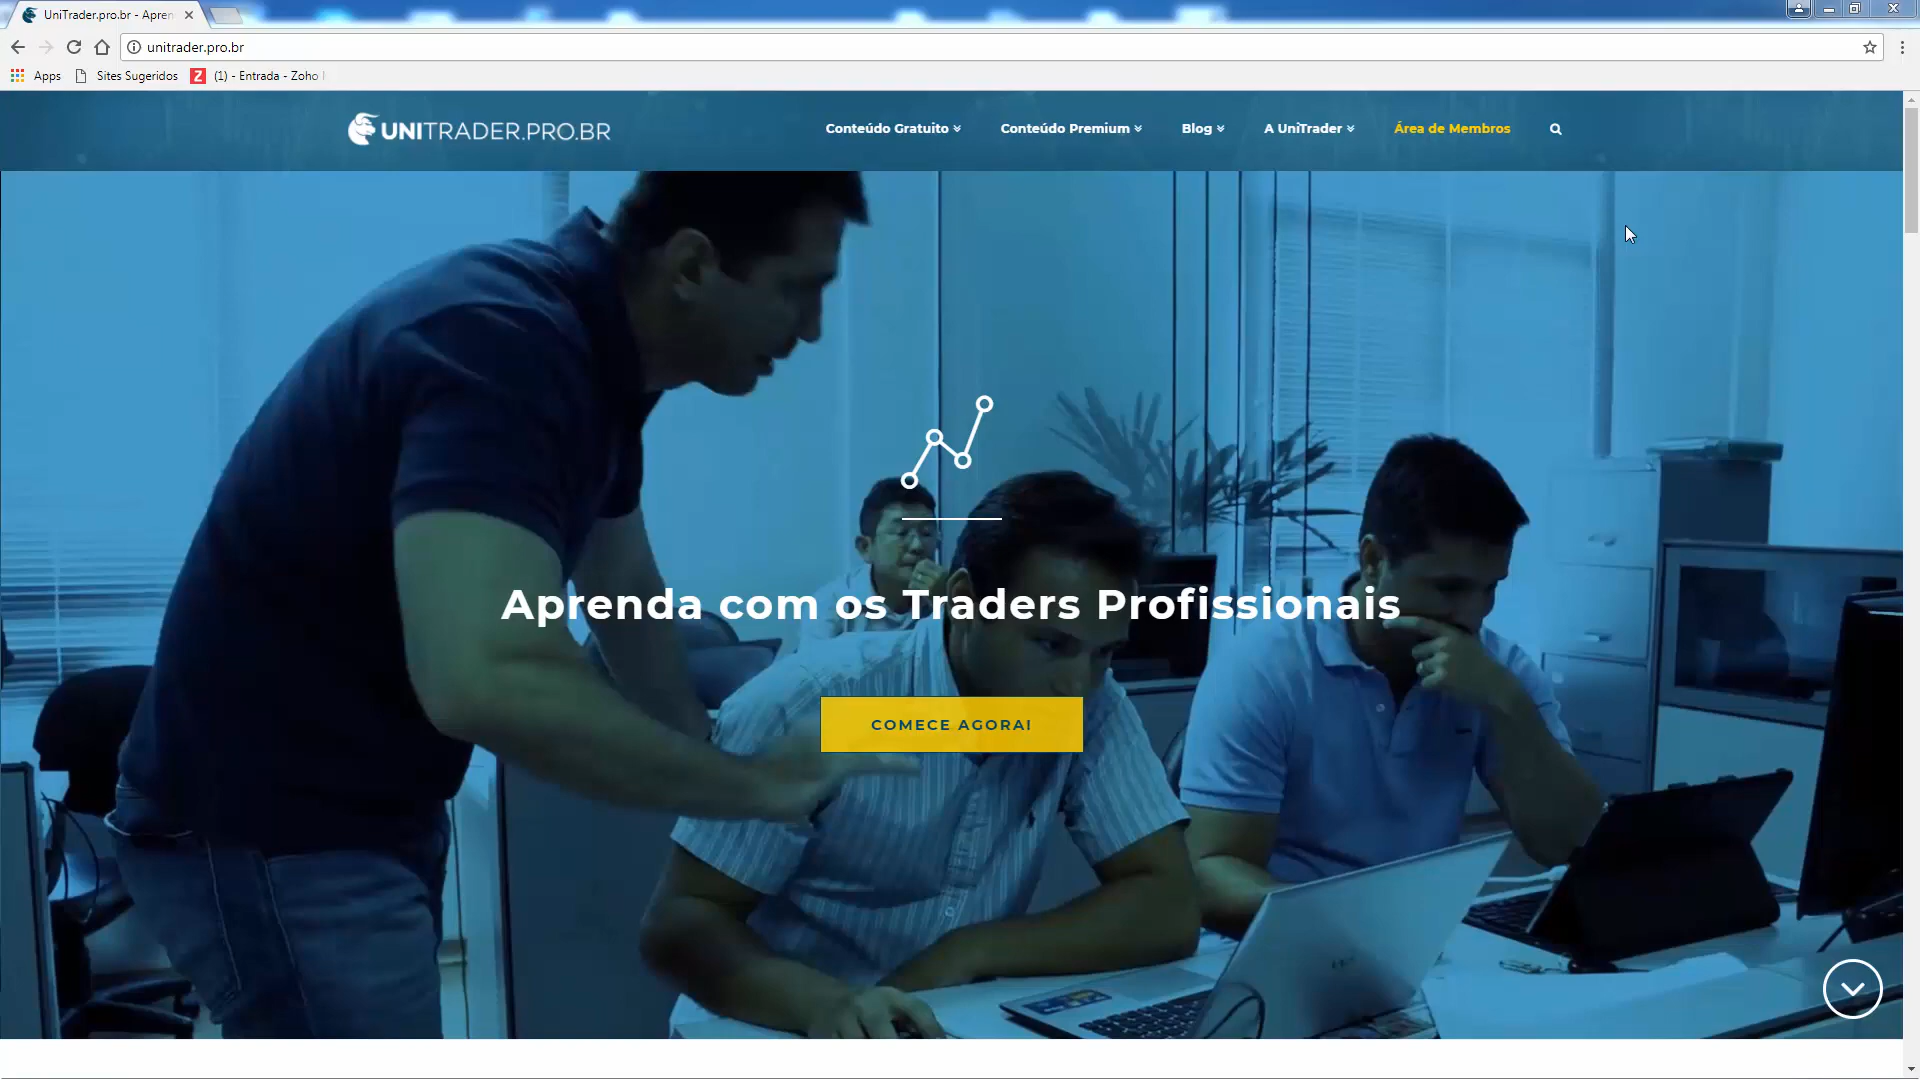 UniTrader.pro.br - Apren
unitrader.pro.br
Apps
Sites Sugeridos
Z
(1) - Entrada - Zoho
UNITRADER.PRO.BR
Conteúdo Gratuito
Conteúdo Premium
Blog
A UniTrader
Área de Membros
Aprenda com os Traders Profissionais
COMECE AGORA!